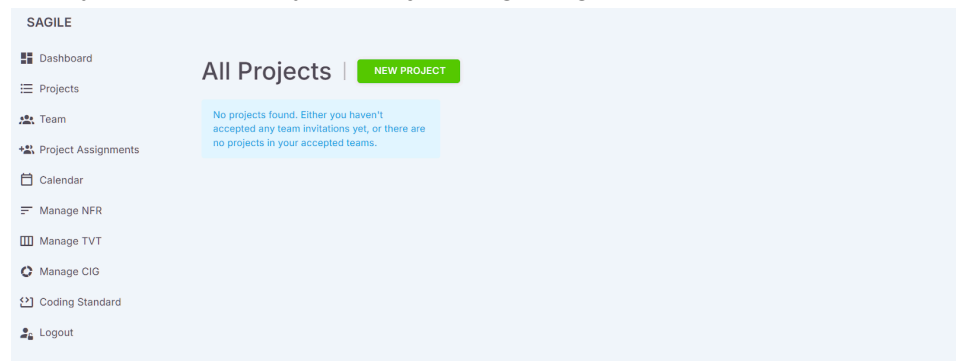 SAGILE
Dashboard
Projects
Team
Project Assignments
Calendar
Manage NFR
Manage TVT
Manage CIG
Coding Standard
Logout
All Projects
NEW PROJECT
No projects found. Either you haven't
accepted any team invitations yet, or there are
no projects in your accepted teams.